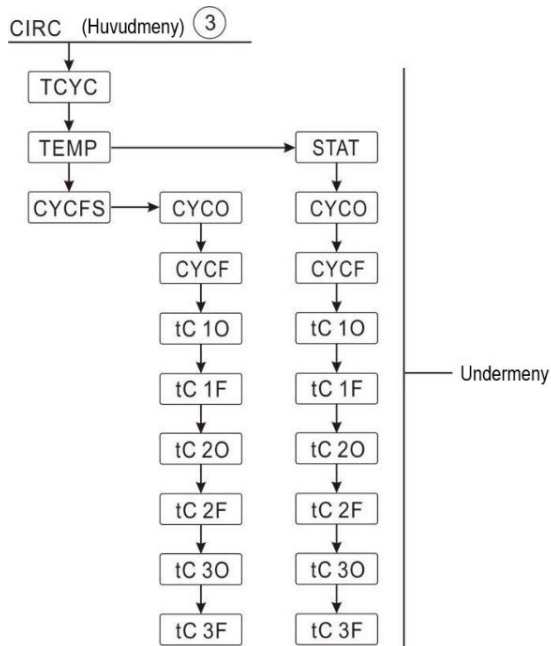 CIRC (Huvudmeny) 3
TCYC
TEMP STAT
CYCFS CYCO CYCO
CYCF CYCF
tC 1O tC 1O
tC 1F tC 1F
Undermeny
tC 2O tC 2O
tC 2F tC 2F
tC 3O tC 3O
tC 3F tC 3F